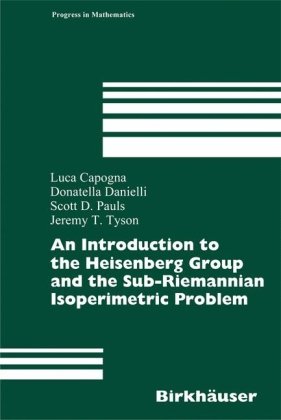 Progress in Mathematics
Luca Capogna
Donatella Danielli
Scott D. Pauls
Jeremy T. Tyson
An Introduction to
the Heisenberg Group
and the Sub-Riemannian
Isoperimetric Problem
Birkhäuser